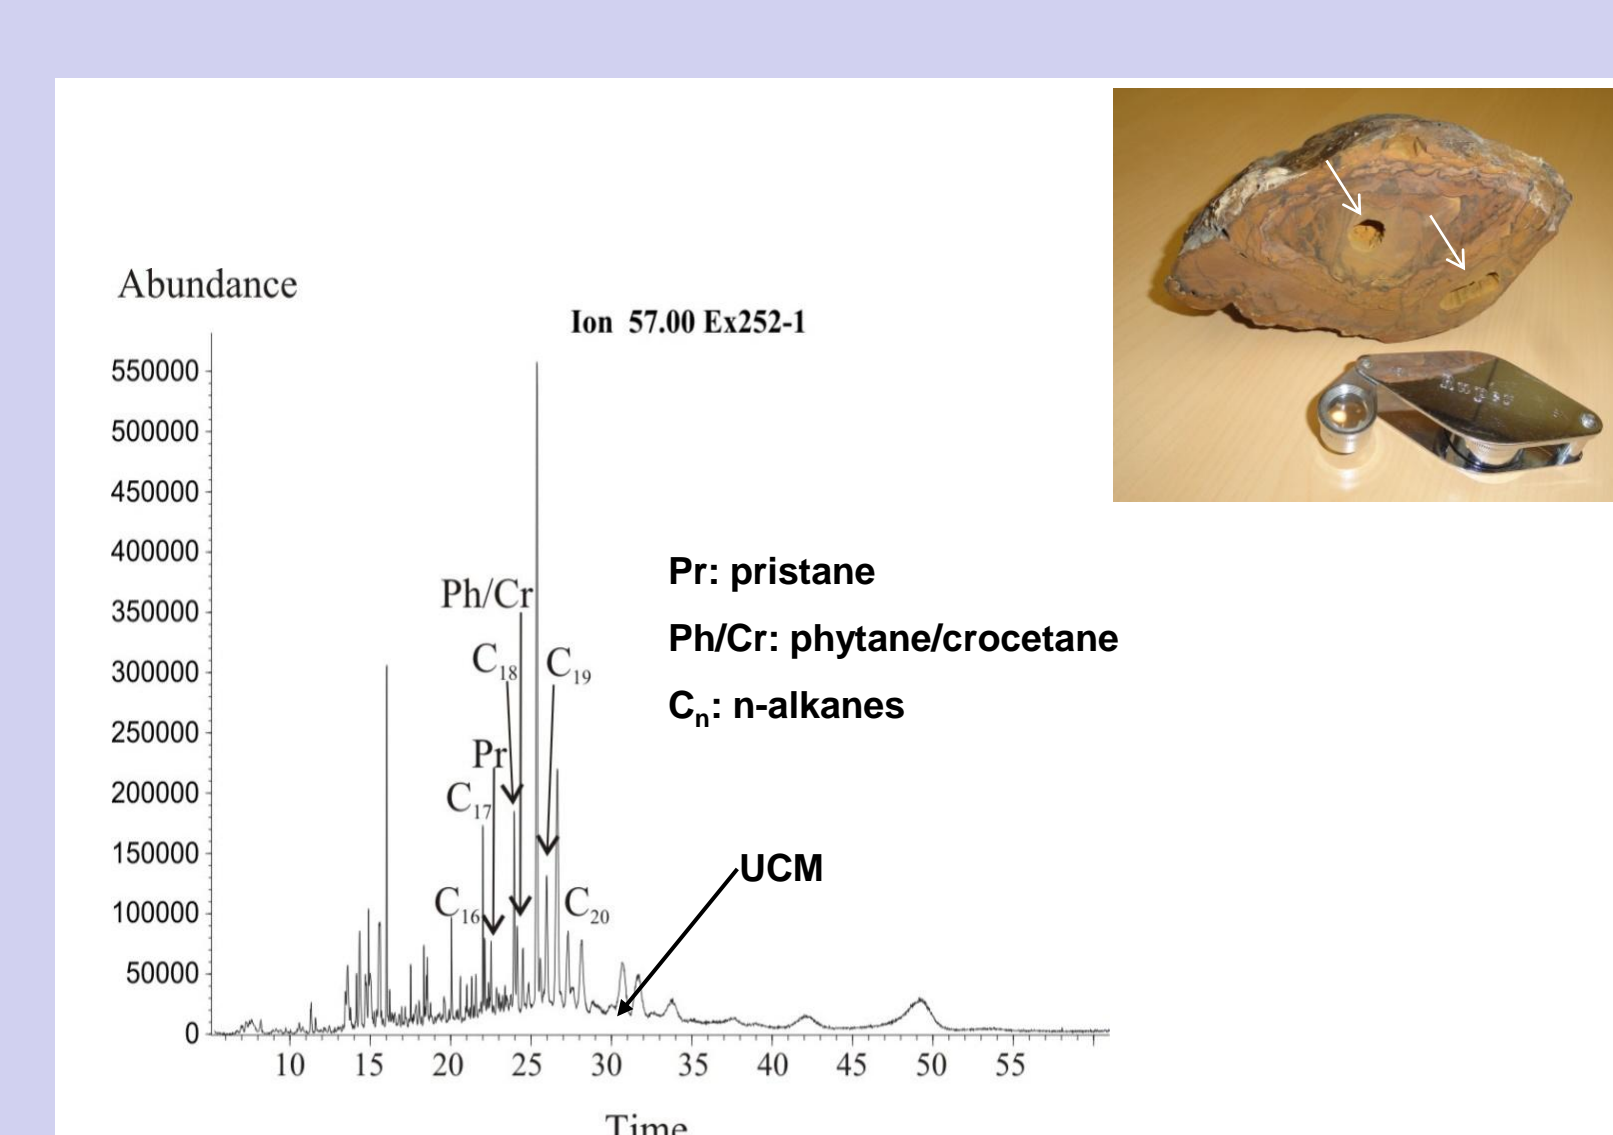 Abundance
Ion 57.00 Ex252-1
550000
500000
450000
400000
350000
300000
250000
200000
150000
100000
50000
0
Ph/Cr
C18
C19
Pr
C17
C16
C20
Pr: pristane
Ph/Cr: phytane/crocetane
Cn: n-alkanes
UCM
10 15 20 25 30 35 40 45 50 55
Time